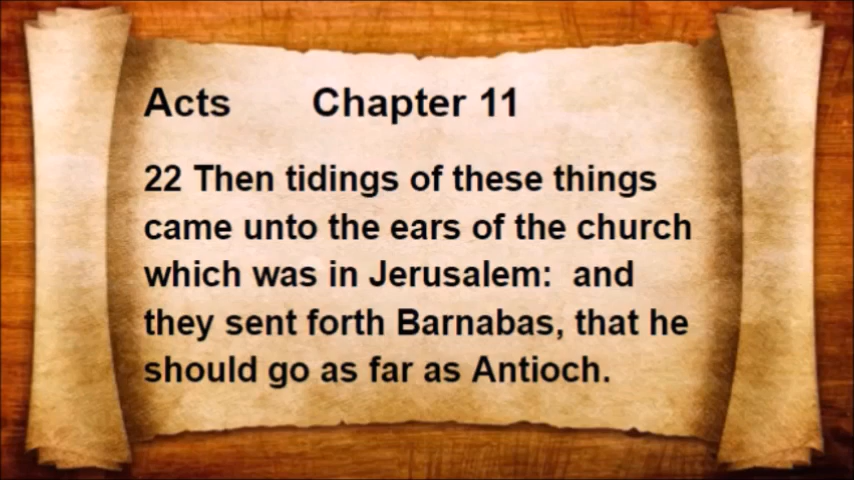 Acts Chapter 11
22 Then tidings of these things
came unto the ears of the church
which was in Jerusalem: and
they sent forth Barnabas, that he
should go as far as Antioch.